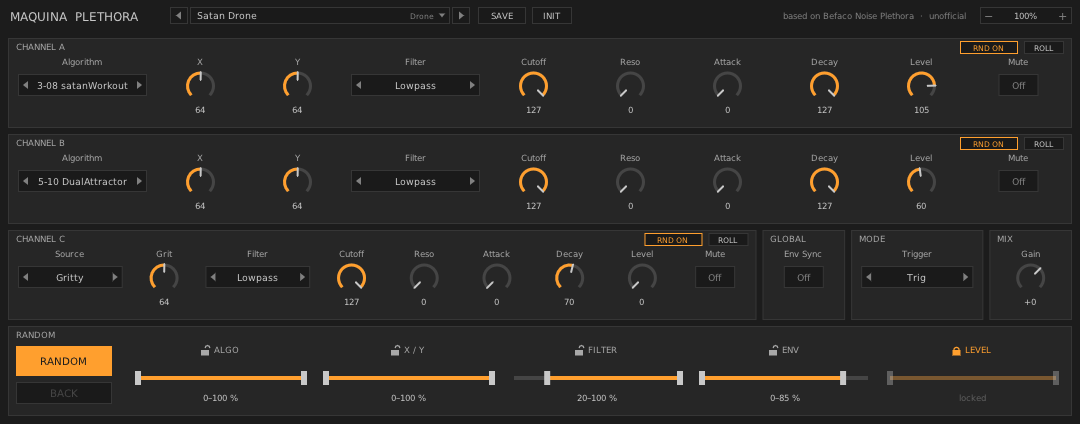 MAQUINA PLETHORA
Satan Drone
Drone
SAVE
INIT
based on Befaco Noise Plethora · unofficial
− 100% +
CHANNEL A
RND ON
ROLL
Algorithm X Y Filter Cutoff Reso Attack Decay Level Mute
3-08 satanWorkout
Lowpass
Off
64 64 127 0 0 127 105
CHANNEL B
RND ON
ROLL
Algorithm X Y Filter Cutoff Reso Attack Decay Level Mute
5-10 DualAttractor
Lowpass
Off
64 64 127 0 0 127 60
CHANNEL C
RND ON
ROLL
Source Grit Filter Cutoff Reso Attack Decay Level Mute
Gritty
Lowpass
Off
64 127 0 0 70 0
GLOBAL
Env Sync
Off
MODE
Trigger
Trig
MIX
Gain
+0
RANDOM
RANDOM
BACK
ALGO
0–100 %
X / Y
0–100 %
FILTER
20–100 %
ENV
0–85 %
LEVEL
locked